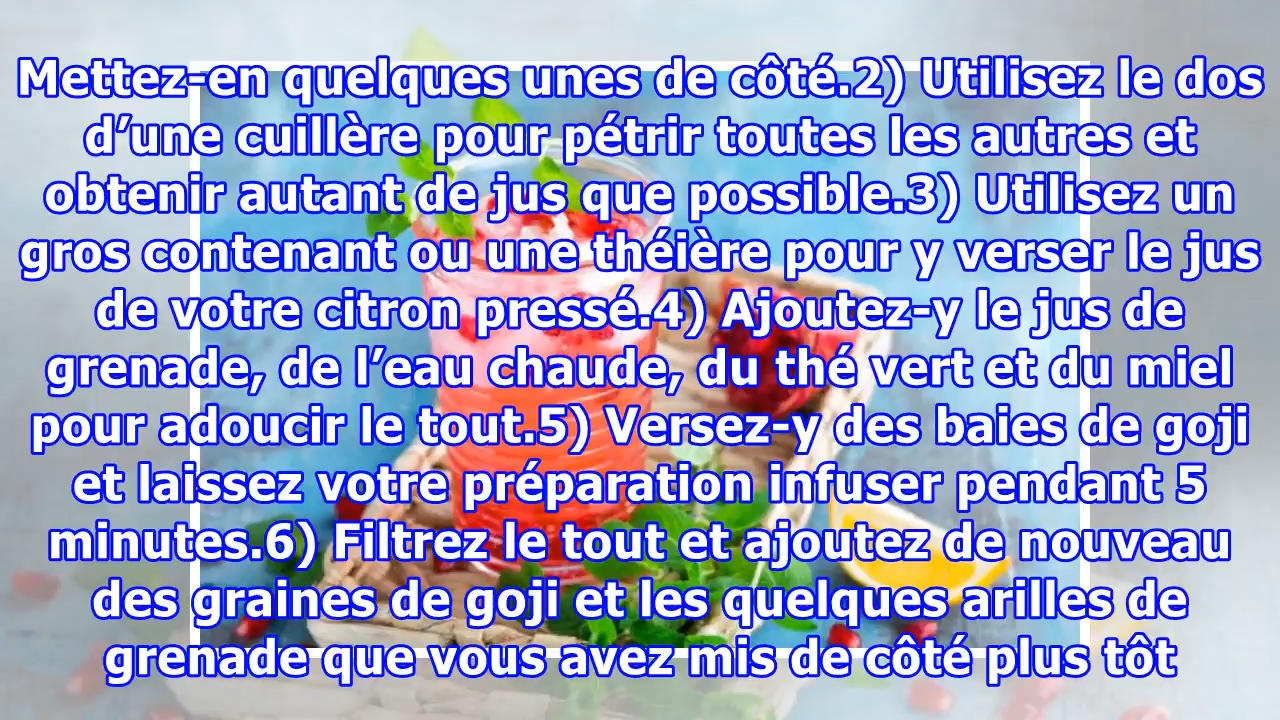 Mettez-en quelques unes de côté.2) Utilisez le dos
d’une cuillère pour pétrir toutes les autres et
obtenir autant de jus que possible.3) Utilisez un
gros contenant ou une théière pour y verser le jus
de votre citron pressé.4) Ajoutez-y le jus de
grenade, de l’eau chaude, du thé vert et du miel
pour adoucir le tout.5) Versez-y des baies de goji
et laissez votre préparation infuser pendant 5
minutes.6) Filtrez le tout et ajoutez de nouveau
des graines de goji et les quelques arilles de
grenade que vous avez mis de côté plus tôt